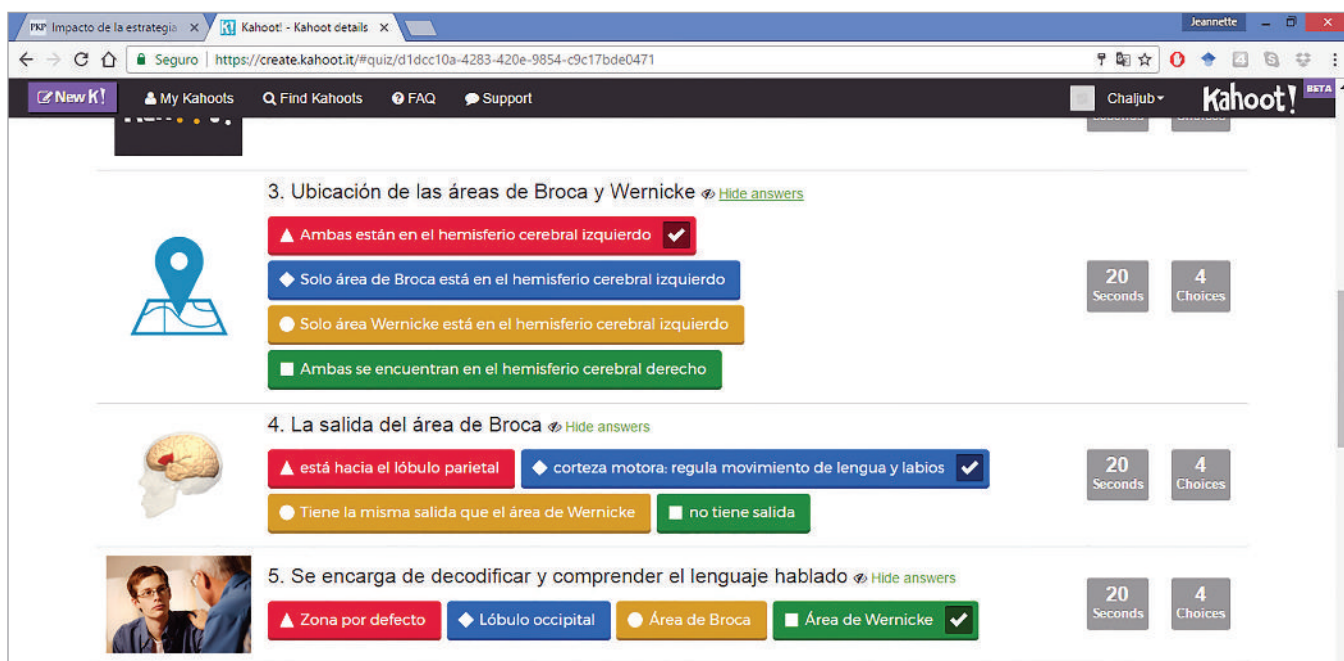 PKP Impacto de la estrategia
K! Kahoot! - Kahoot details
Jeannette
Seguro https://create.kahoot.it/#quiz/d1dcc10a-4283-420e-9854-c9c17bde0471
New K!
My Kahoots
Find Kahoots
FAQ
Support
Chaljub
Kahoot! BETA
3. Ubicación de las áreas de Broca y Wernicke Hide answers
Ambas están en el hemisferio cerebral izquierdo
Solo área de Broca está en el hemisferio cerebral izquierdo
Solo área Wernicke está en el hemisferio cerebral izquierdo
Ambas se encuentran en el hemisferio cerebral derecho
20 Seconds
4 Choices
4. La salida del área de Broca Hide answers
está hacia el lóbulo parietal
corteza motora: regula movimiento de lengua y labios
Tiene la misma salida que el área de Wernicke
no tiene salida
20 Seconds
4 Choices
5. Se encarga de decodificar y comprender el lenguaje hablado Hide answers
Zona por defecto
Lóbulo occipital
Área de Broca
Área de Wernicke
20 Seconds
4 Choices